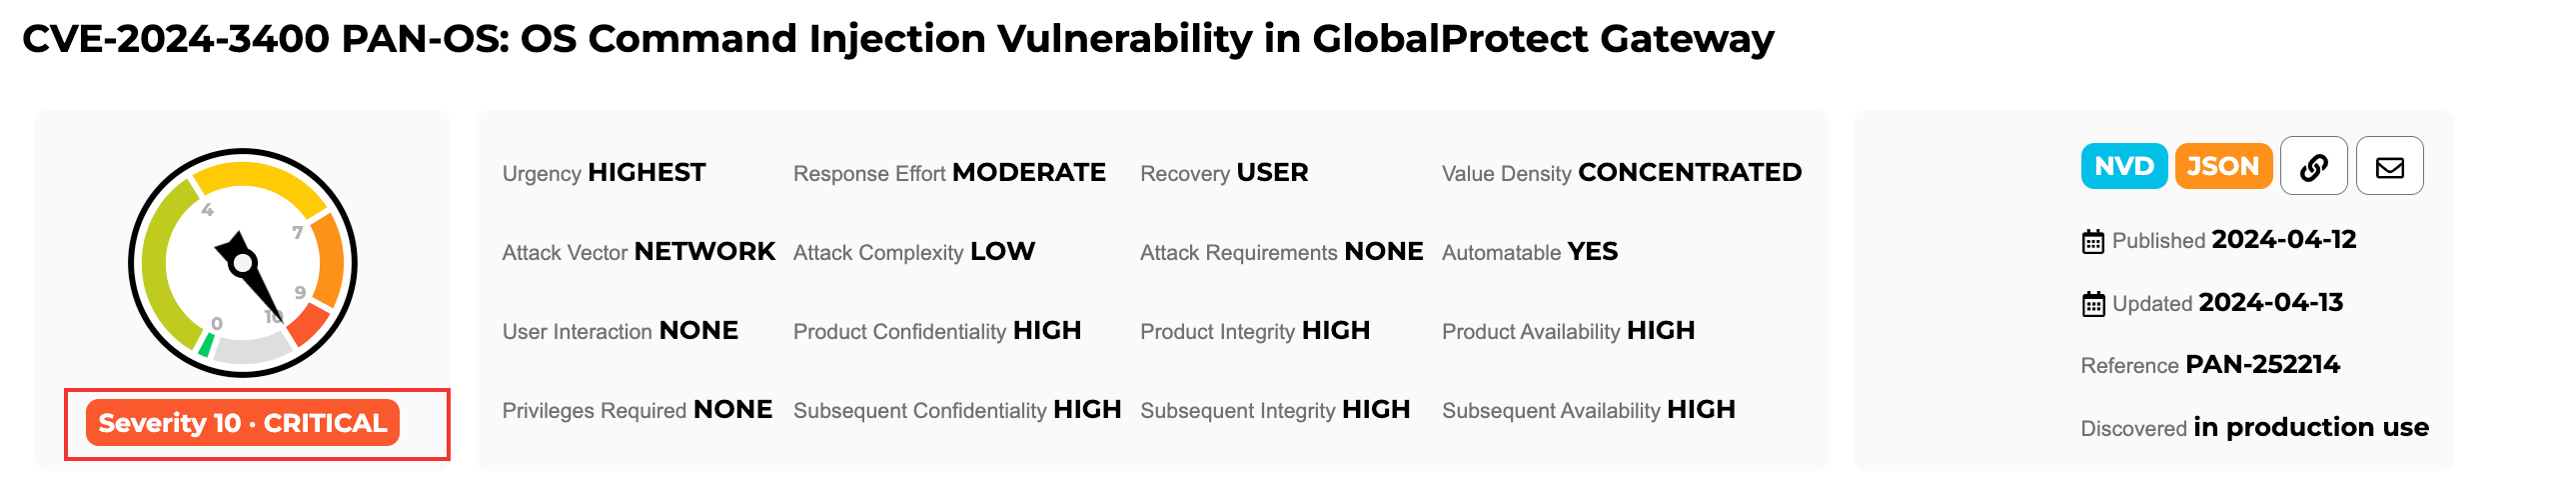 CVE-2024-3400 PAN-OS: OS Command Injection Vulnerability in GlobalProtect Gateway
4
7
9
10
0
Severity 10 · CRITICAL
Urgency HIGHEST Response Effort MODERATE Recovery USER Value Density CONCENTRATED
Attack Vector NETWORK Attack Complexity LOW Attack Requirements NONE Automatable YES
User Interaction NONE Product Confidentiality HIGH Product Integrity HIGH Product Availability HIGH
Privileges Required NONE Subsequent Confidentiality HIGH Subsequent Integrity HIGH Subsequent Availability HIGH
NVD JSON
Published 2024-04-12
Updated 2024-04-13
Reference PAN-252214
Discovered in production use